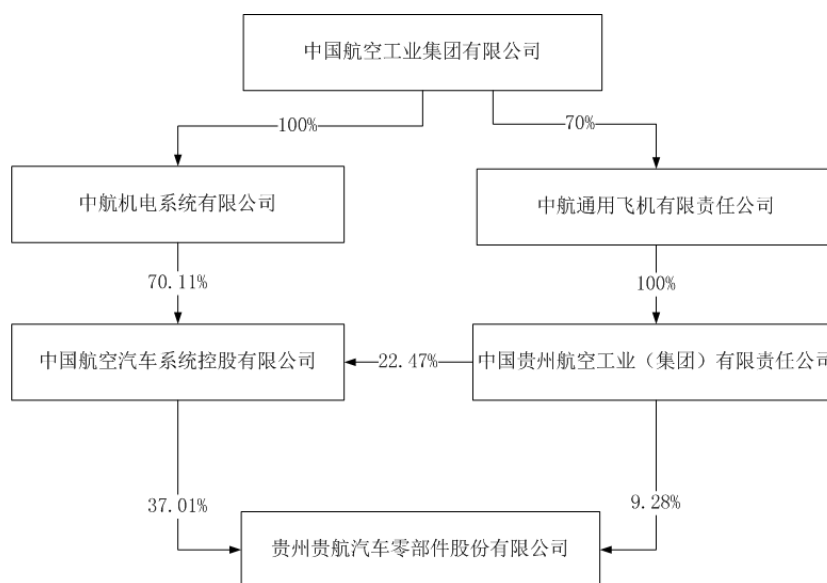 中国航空工业集团有限公司
100%
70%
中航机电系统有限公司
中航通用飞机有限责任公司
70.11%
100%
中国航空汽车系统控股有限公司
22.47%
中国贵州航空工业（集团）有限责任公司
37.01%
9.28%
贵州贵航汽车零部件股份有限公司